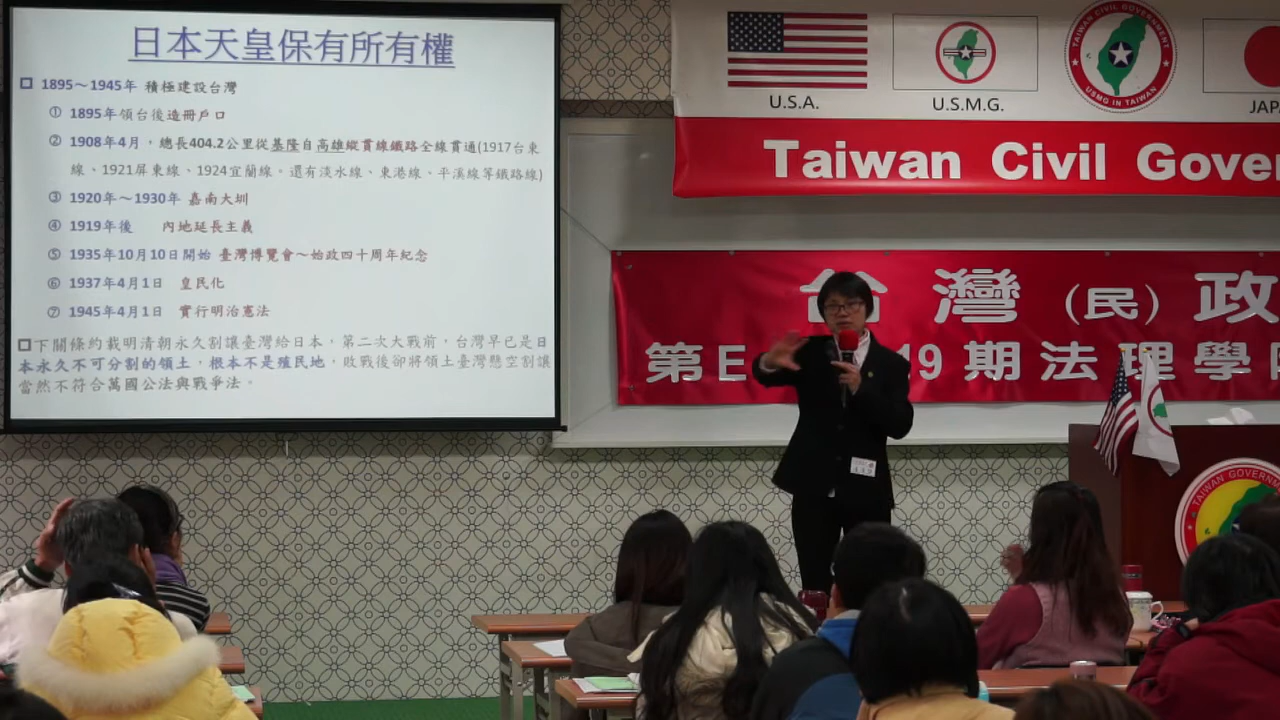 日本天皇保有所有權
1895～1945年 積極建設台灣
① 1895年領台後造冊戶口
② 1908年4月，總長404.2公里從基隆自高雄縱貫線鐵路全線貫通(1917台東
線、1921屏東線、1924宜蘭線。還有淡水線、東港線、平溪線等鐵路線)
③ 1920年～1930年 嘉南大圳
④ 1919年後 內地延長主義
⑤ 1935年10月10日開始 臺灣博覽會～始政四十周年紀念
⑥ 1937年4月1日 皇民化
⑦ 1945年4月1日 實行明治憲法
下關條約載明清朝永久割讓臺灣給日本，第二次大戰前，台灣早已是日
本永久不可分割的領土，根本不是殖民地，敗戰後卻將領土臺灣懸空割讓
當然不符合萬國公法與戰爭法。
U.S.A.
U.S.M.G.
TAIWAN CIVIL GOVERNMENT
USMG IN TAIWAN
JAPA
Taiwan Civil Gover
台灣(民)政
第E 19期法理學
TAIWAN GOVERNM